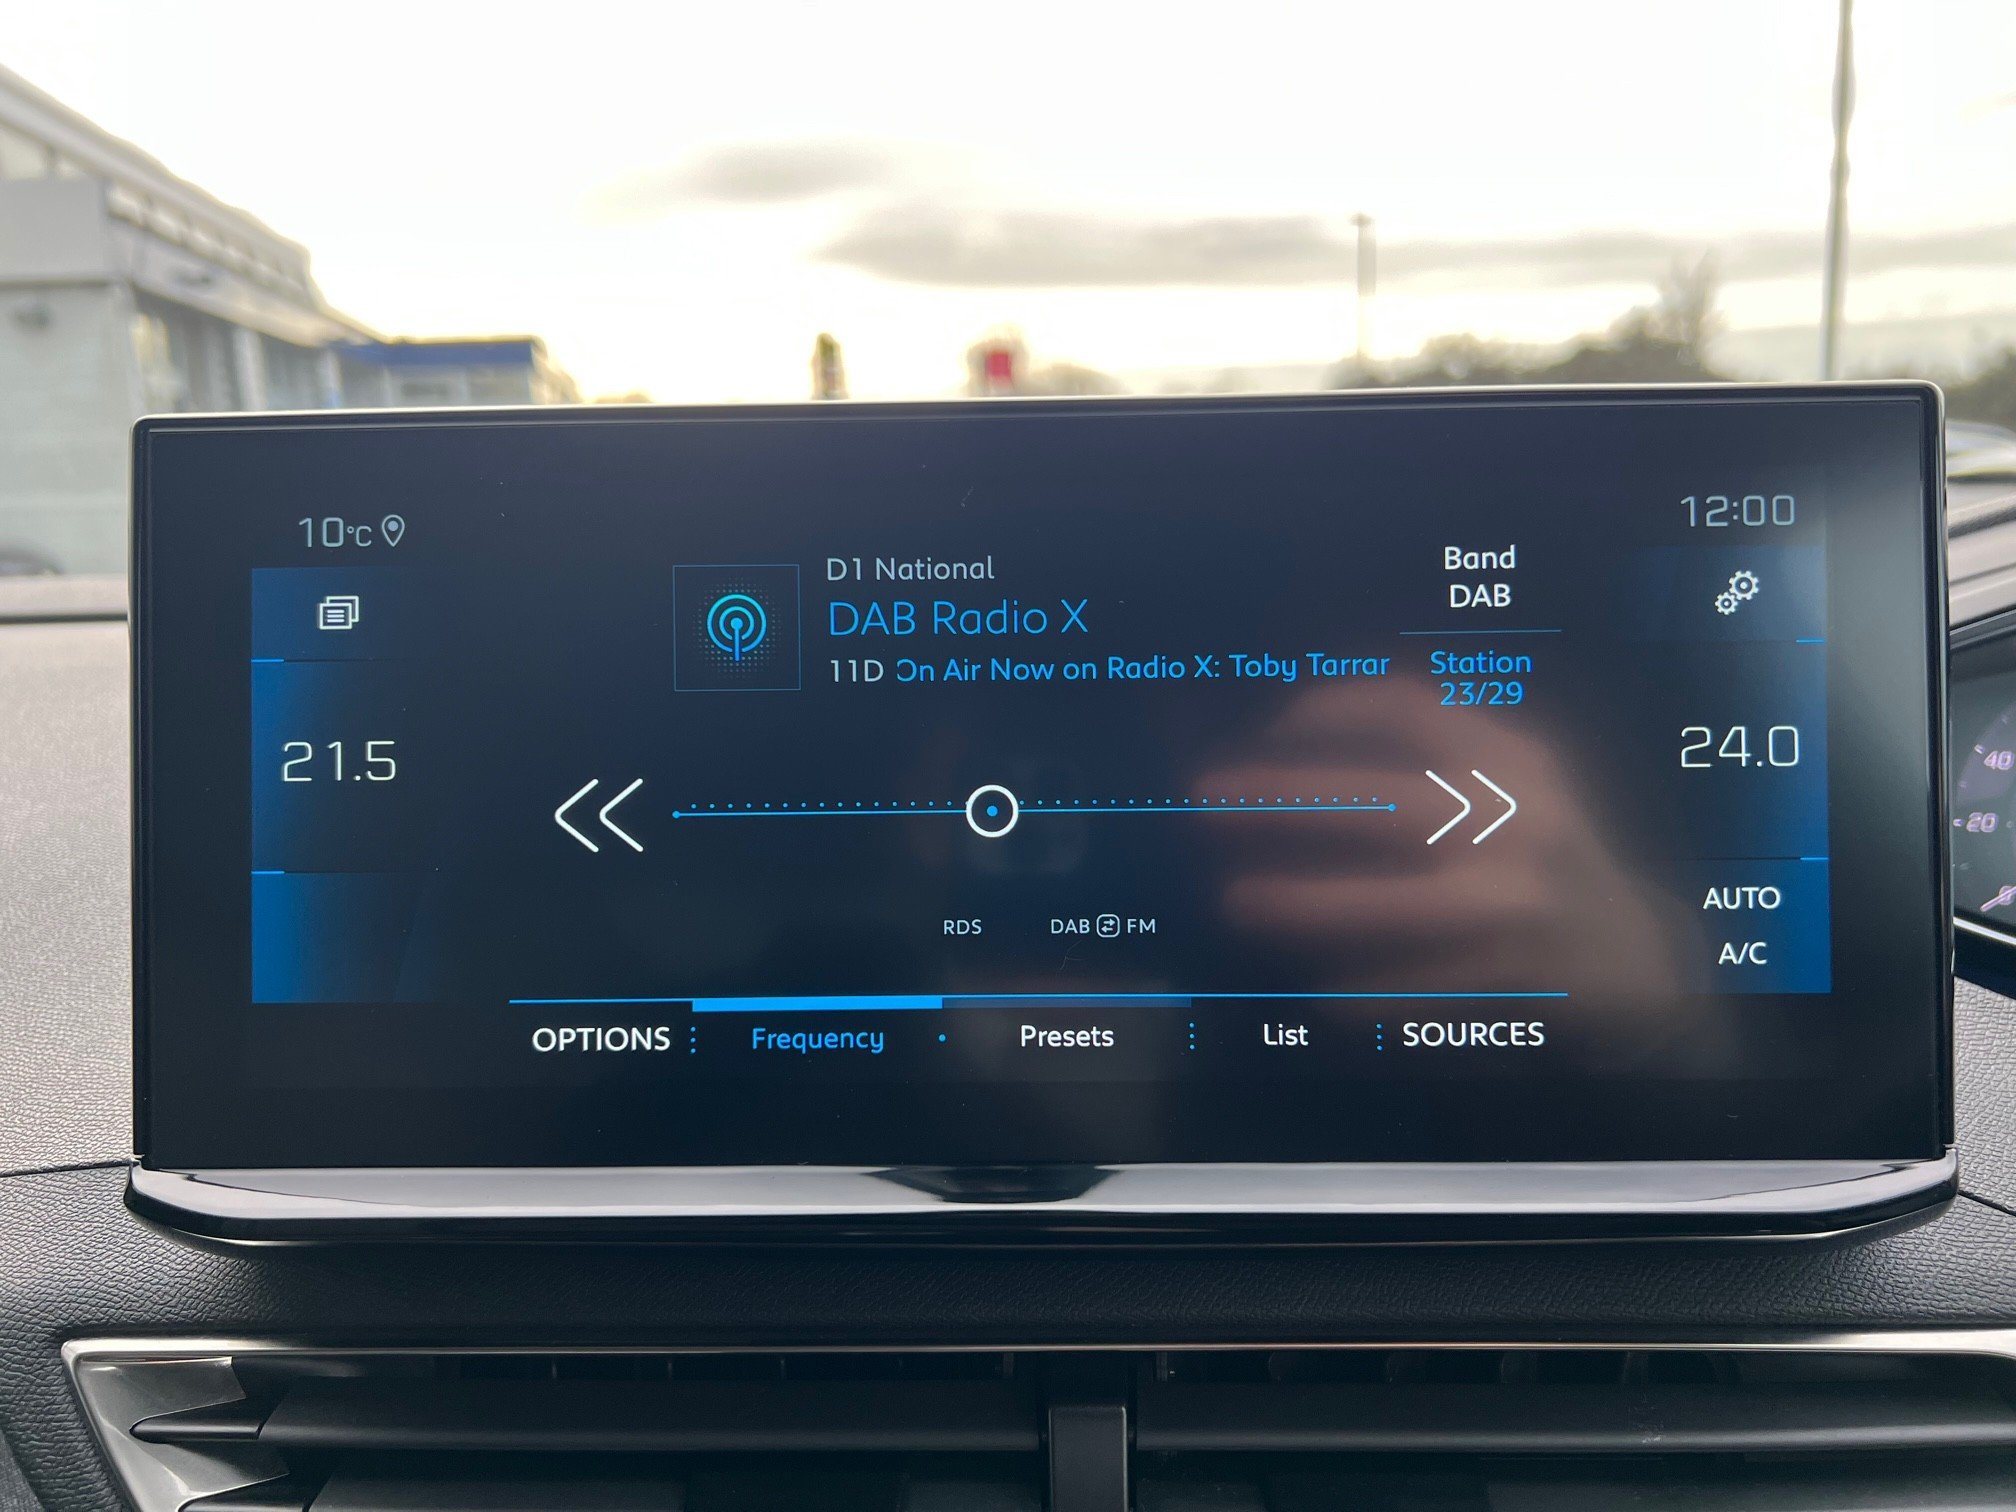 10°C
12:00
D1 National
DAB Radio X
11D On Air Now on Radio X: Toby Tarrar
Band
DAB
Station
23/29
21.5
24.0
40
20
0
RDS
DAB FM
AUTO
A/C
OPTIONS
Frequency
Presets
List
SOURCES